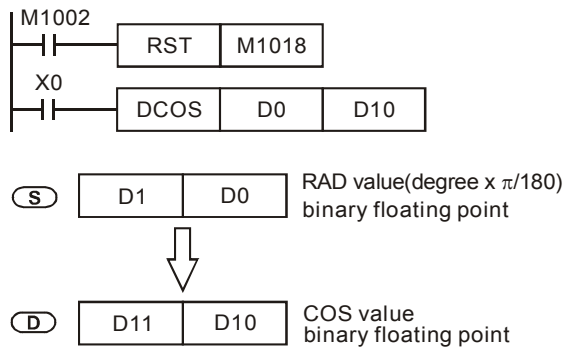 M1002
RST M1018
X0
DCOS D0 D10
S D1 D0 RAD value(degree x π/180)
binary floating point
D D11 D10 COS value
binary floating point